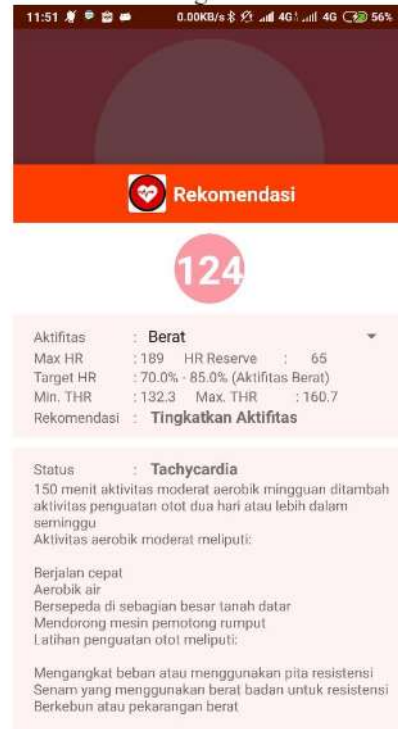 11:51 0.00KB/s 4G 4G 56%
Rekomendasi
124
Aktifitas : Berat
Max HR : 189 HR Reserve : 65
Target HR : 70.0% - 85.0% (Aktifitas Berat)
Min. THR : 132.3 Max. THR : 160.7
Rekomendasi : Tingkatkan Aktifitas
Status : Tachycardia
150 menit aktivitas moderat aerobik mingguan ditambah
aktivitas penguatan otot dua hari atau lebih dalam
seminggu
Aktivitas aerobik moderat meliputi:
Berjalan cepat
Aerobik air
Bersepeda di sebagian besar tanah datar
Mendorong mesin pemotong rumput
Latihan penguatan otot meliputi:
Mengangkat beban atau menggunakan pita resistensi
Senam yang menggunakan berat badan untuk resistensi
Berkebun atau pekarangan berat